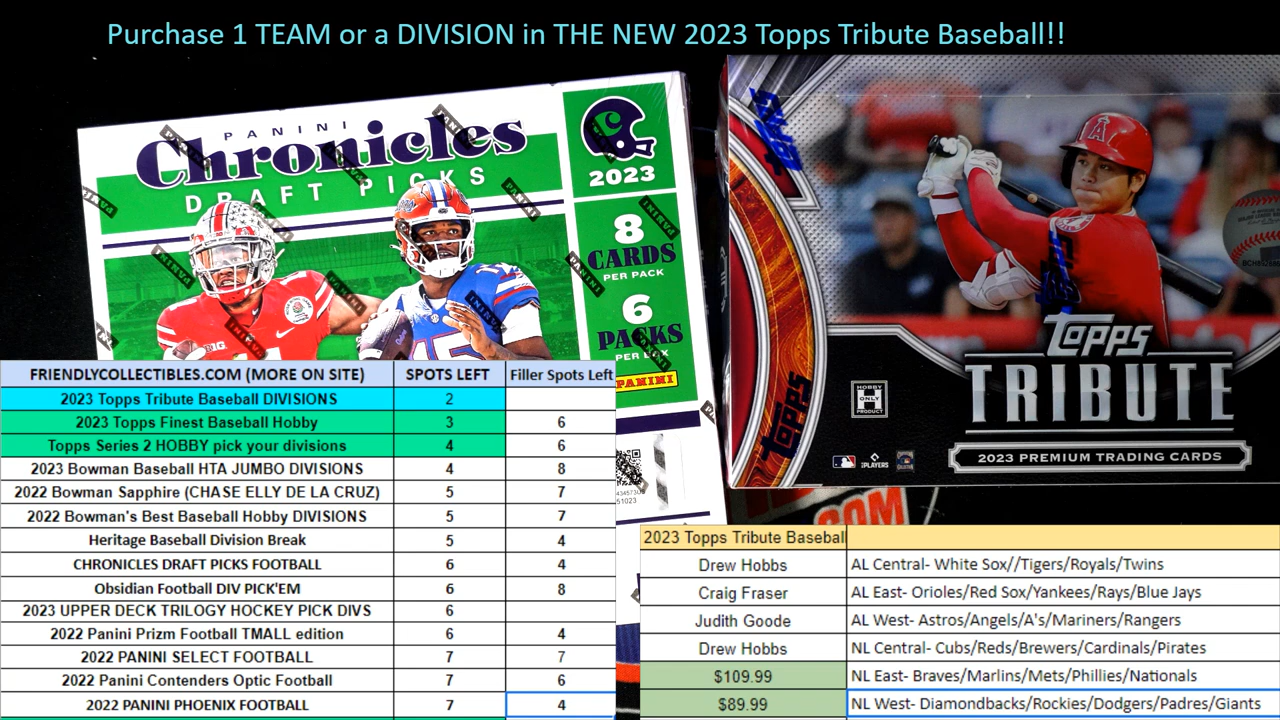 Purchase 1 TEAM or a DIVISION in THE NEW 2023 Topps Tribute Baseball!!
PANINI
Chronicles
DRAFT PICKS
2023
8
CARDS
PER PACK
6
PACKS
PER BOX
PANINI
TOPPS
TRIBUTE
HOBBY
ONLY
PRODUCT
2023 PREMIUM TRADING CARDS
FRIENDLYCOLLECTIBLES.COM (MORE ON SITE) SPOTS LEFT Filler Spots Left
2023 Topps Tribute Baseball DIVISIONS 2
2023 Topps Finest Baseball Hobby 3 6
Topps Series 2 HOBBY pick your divisions 4 6
2023 Bowman Baseball HTA JUMBO DIVISIONS 4 8
2022 Bowman Sapphire (CHASE ELLY DE LA CRUZ) 5 7
2022 Bowman's Best Baseball Hobby DIVISIONS 5 7
Heritage Baseball Division Break 5 4
CHRONICLES DRAFT PICKS FOOTBALL 6 4
Obsidian Football DIV PICK'EM 6 8
2023 UPPER DECK TRILOGY HOCKEY PICK DIVS 6
2022 Panini Prizm Football TMALL edition 6 4
2022 PANINI SELECT FOOTBALL 7 7
2022 Panini Contenders Optic Football 7 6
2022 PANINI PHOENIX FOOTBALL 7 4
.COM
2023 Topps Tribute Baseball
Drew Hobbs AL Central- White Sox//Tigers/Royals/Twins
Craig Fraser AL East- Orioles/Red Sox/Yankees/Rays/Blue Jays
Judith Goode AL West- Astros/Angels/A's/Mariners/Rangers
Drew Hobbs NL Central- Cubs/Reds/Brewers/Cardinals/Pirates
$109.99 NL East- Braves/Marlins/Mets/Phillies/Nationals
$89.99 NL West- Diamondbacks/Rockies/Dodgers/Padres/Giants